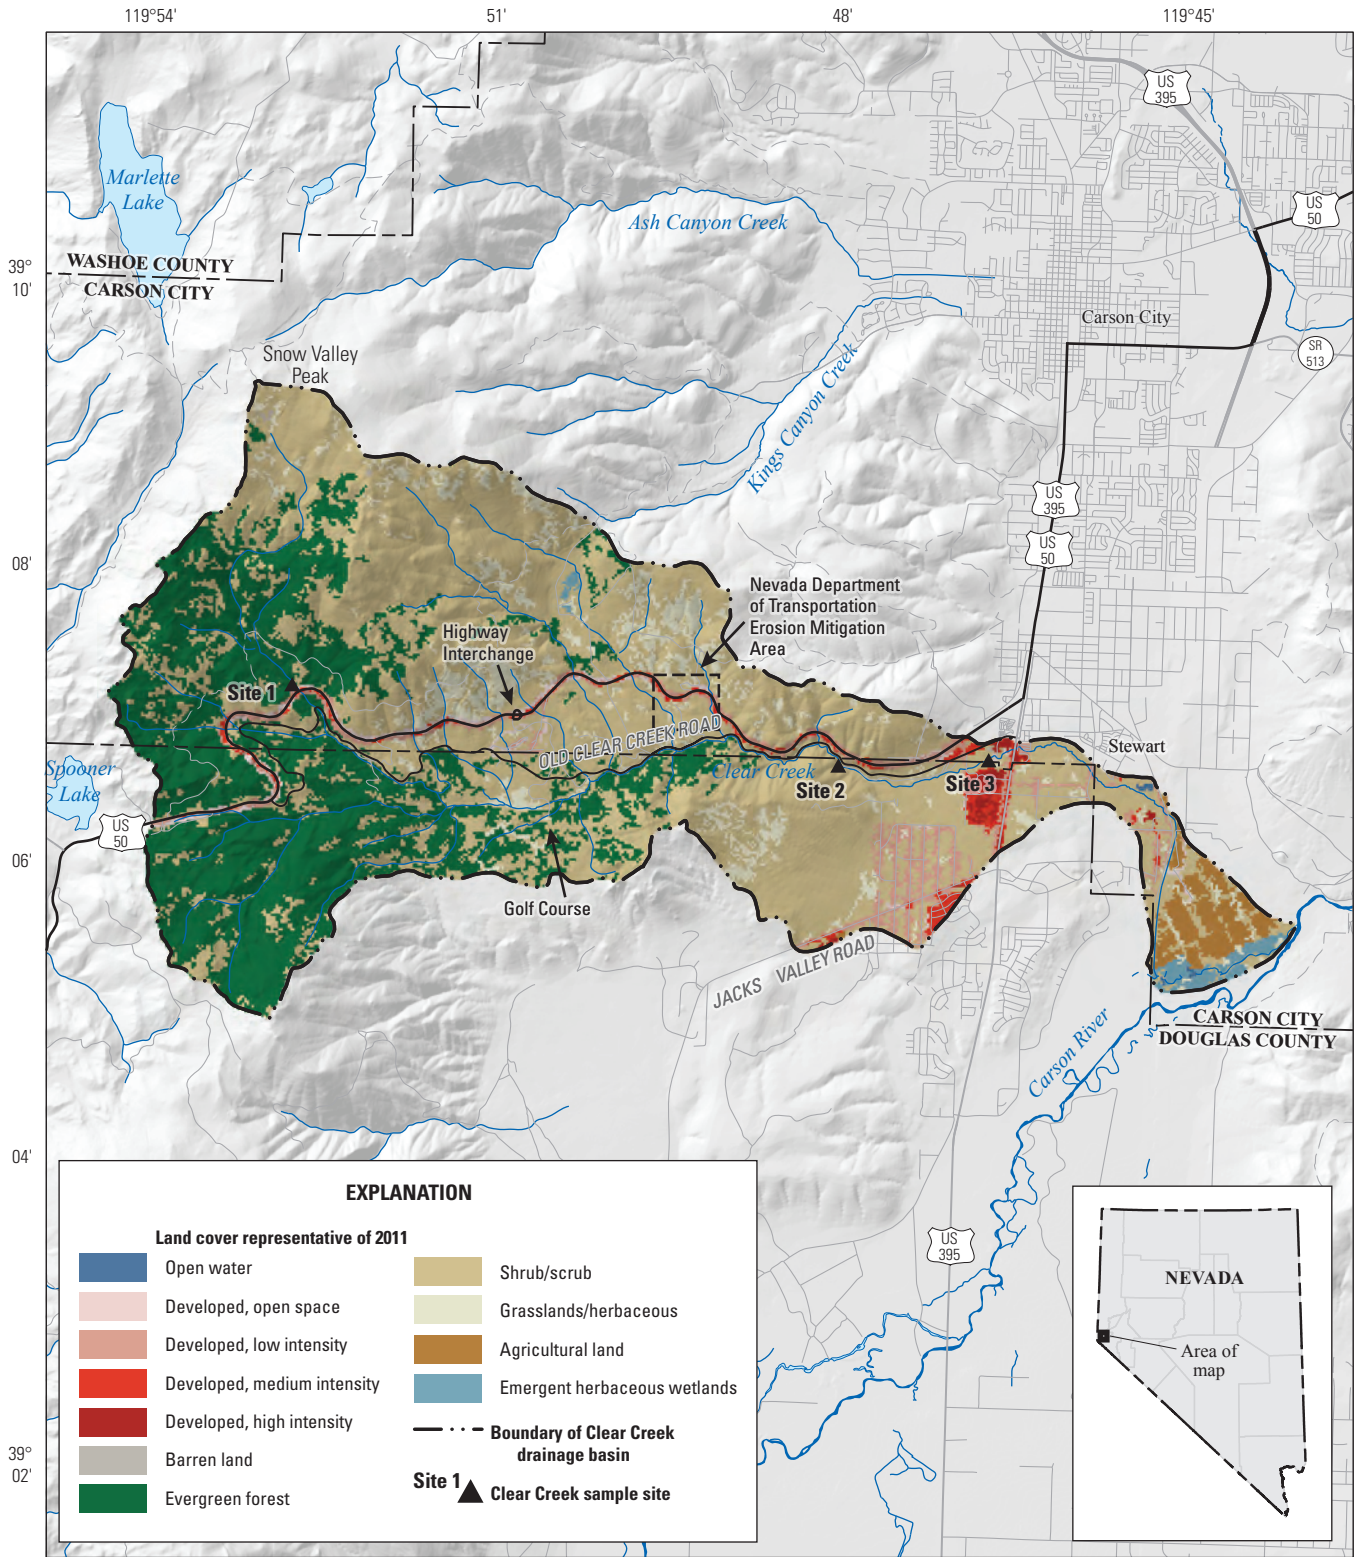 119°54'
51'
48'
119°45'
39°
10'
08'
06'
04'
39°
02'
US
395
US
50
SR
513
Marlette
Lake
Ash Canyon Creek
WASHOE COUNTY
CARSON CITY
Carson City
Snow Valley
Peak
Kings Canyon Creek
US
395
US
50
Nevada Department
of Transportation
Erosion Mitigation
Area
Highway
Interchange
Site 1
OLD CLEAR CREEK ROAD
Stewart
Clear Creek
Site 2
Site 3
Spooner
Lake
US
50
Golf Course
JACKS VALLEY ROAD
Carson River
CARSON CITY
DOUGLAS COUNTY
US
395
EXPLANATION
Land cover representative of 2011
Open water
Developed, open space
Developed, low intensity
Developed, medium intensity
Developed, high intensity
Barren land
Evergreen forest
Shrub/scrub
Grasslands/herbaceous
Agricultural land
Emergent herbaceous wetlands
Boundary of Clear Creek
drainage basin
Site 1
Clear Creek sample site
NEVADA
Area of
map